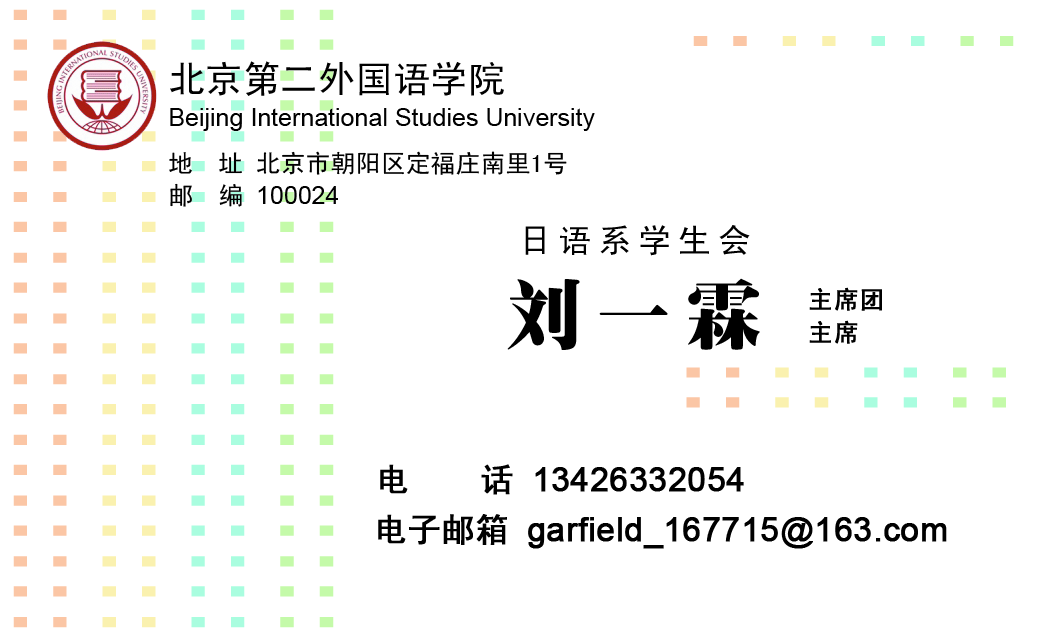 BEIJING INTERNATIONAL STUDIES UNIVERSITY
北京第二外国语学院
Beijing International Studies University
地 址 北京市朝阳区定福庄南里1号
邮 编 100024
日语系学生会
刘一霖 主席团
主席
电 话 13426332054
电子邮箱 garfield_167715@163.com